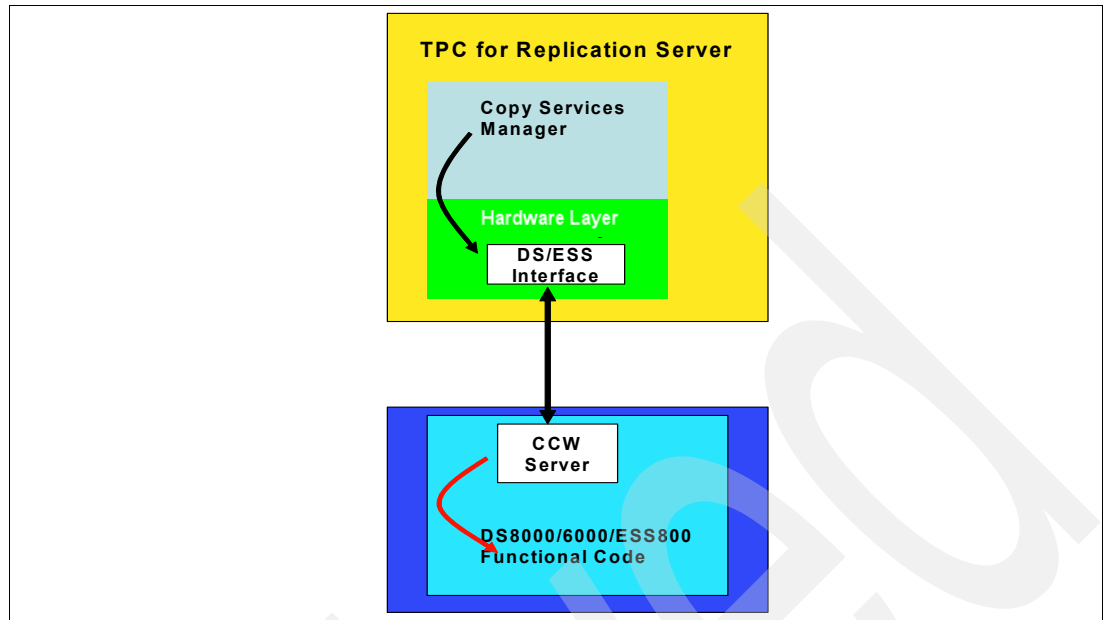 TPC for Replication Server
Copy Services
Manager
Hardware Layer
DS/ESS
Interface
CCW
Server
DS8000/6000/ESS800
Functional Code